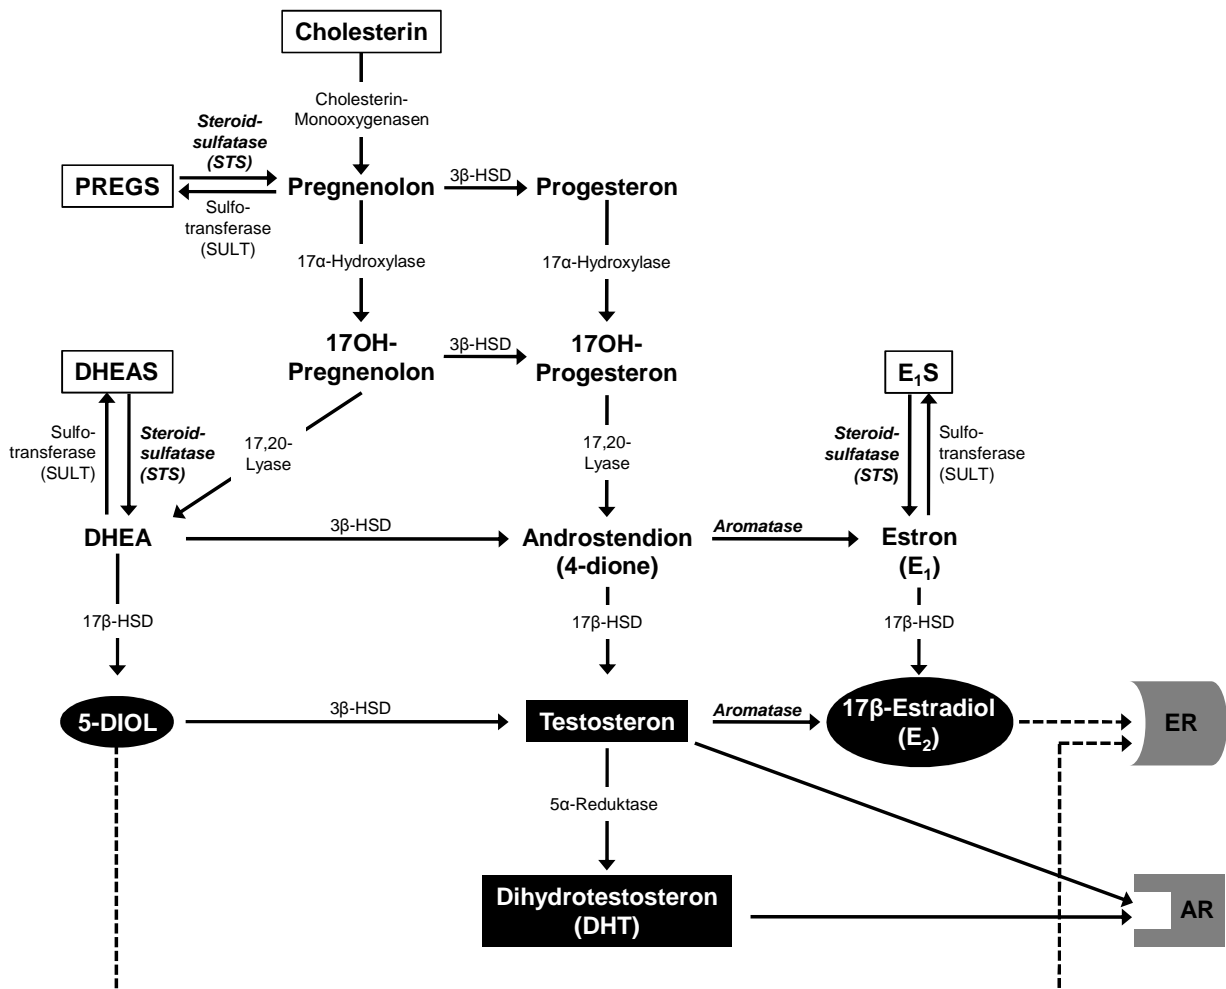 Cholesterin
Cholesterin-
Monooxygenasen
Steroid-
sulfatase
(STS)
PREGS
Pregnenolon
3β-HSD
Progesteron
Sulfo-
transferase
(SULT)
17α-Hydroxylase
17α-Hydroxylase
17OH-
Pregnenolon
3β-HSD
17OH-
Progesteron
DHEAS
E₁S
Sulfo-
transferase
(SULT)
Steroid-
sulfatase
(STS)
17,20-
Lyase
17,20-
Lyase
Steroid-
sulfatase
(STS)
Sulfo-
transferase
(SULT)
DHEA
3β-HSD
Androstendion
(4-dione)
Aromatase
Estron
(E₁)
17β-HSD
17β-HSD
17β-HSD
5-DIOL
3β-HSD
Testosteron
Aromatase
17β-Estradiol
(E₂)
ER
5α-Reduktase
Dihydrotestosteron
(DHT)
AR